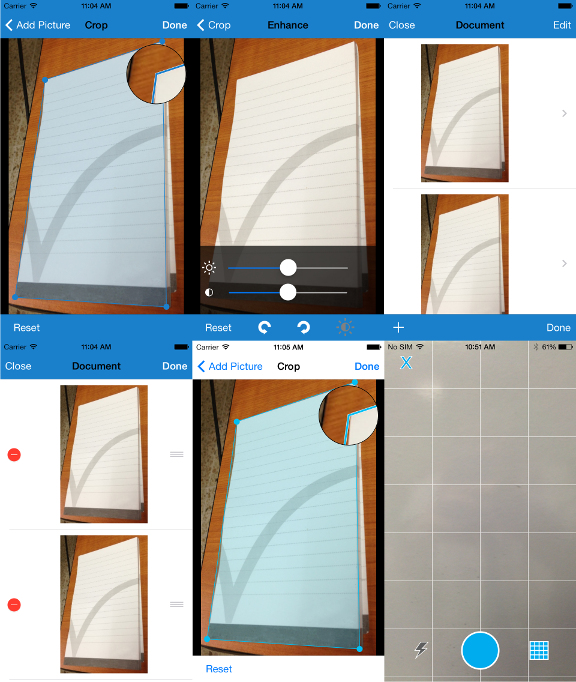 Carrier 11:04 AM
Add Picture Crop Done
Reset
Carrier 11:04 AM
Crop Enhance Done
Reset
Carrier 11:04 AM
Close Document Edit
Done
Carrier 11:04 AM
Close Document Done
Carrier 11:05 AM
Add Picture Crop Done
Reset
No SIM 10:51 AM 61%
X